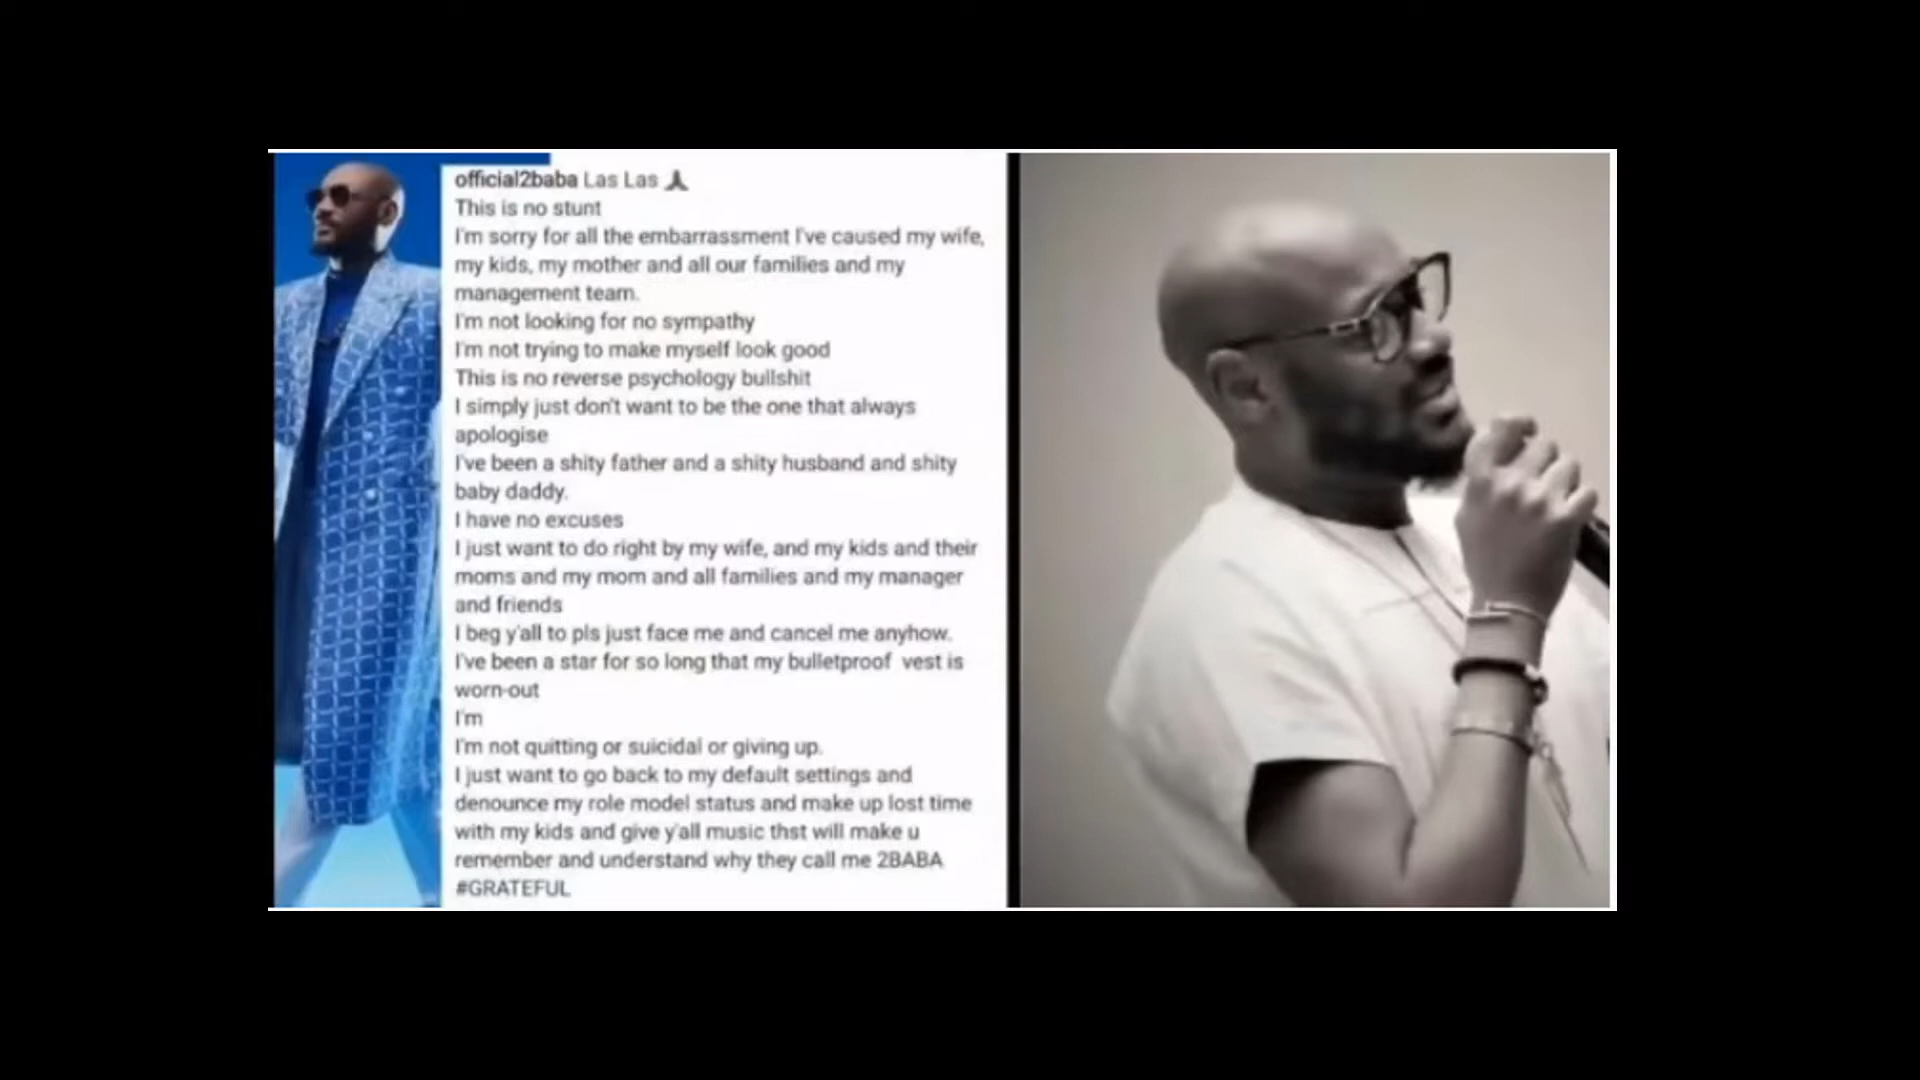 official2baba Las Las 🙏
This is no stunt
I'm sorry for all the embarrassment I've caused my wife,
my kids, my mother and all our families and my
management team.
I'm not looking for no sympathy
I'm not trying to make myself look good
This is no reverse psychology bullshit
I simply just don't want to be the one that always
apologise
I've been a shity father and a shity husband and shity
baby daddy.
I have no excuses
I just want to do right by my wife, and my kids and their
moms and my mom and all families and my manager
and friends
I beg y'all to pls just face me and cancel me anyhow.
I've been a star for so long that my bulletproof vest is
worn-out
I'm
I'm not quitting or suicidal or giving up.
I just want to go back to my default settings and
denounce my role model status and make up lost time
with my kids and give y'all music thst will make u
remember and understand why they call me 2BABA
#GRATEFUL